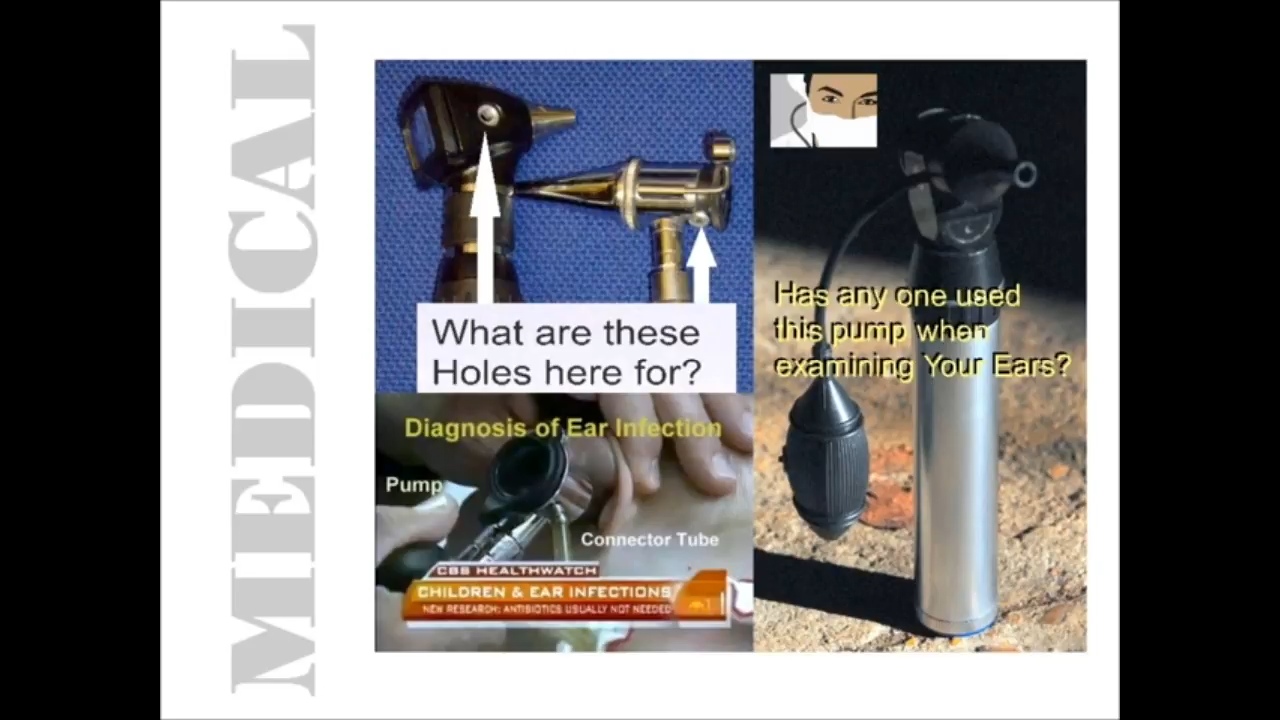 MEDICAL
What are these
Holes here for?
Has any one used
this pump when
examining Your Ears?
Diagnosis of Ear Infection
Pump
Connector Tube
CBS HEALTHWATCH
CHILDREN & EAR INFECTIONS
NEW RESEARCH: ANTIBIOTICS USUALLY NOT NEEDED